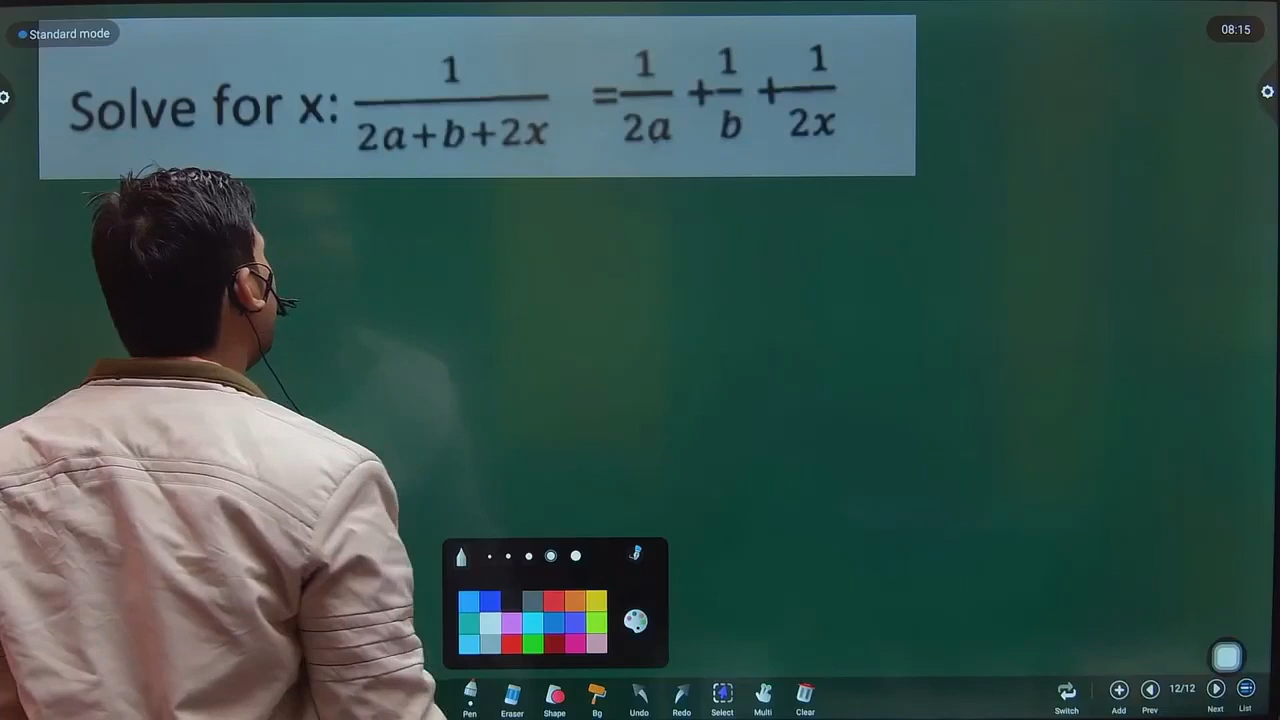 Standard mode
08:15
Solve for x: 1/(2a+b+2x) = 1/2a + 1/b + 1/2x
Pen Eraser Shape Bg Undo Redo Select Multi Clear
Switch Add Prev 12/12 Next List